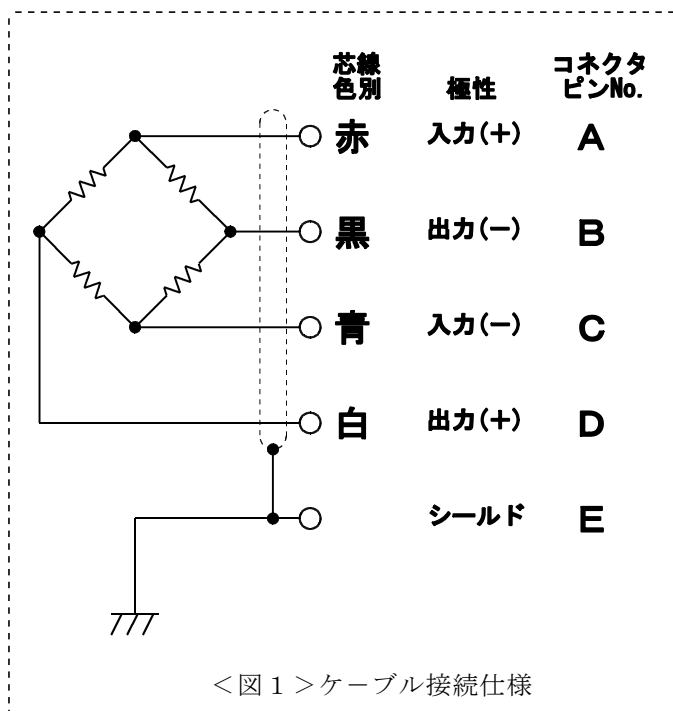 芯線
色別 極性 コネクタ
ピンNo.
赤 入力(+) A
黒 出力(−) B
青 入力(−) C
白 出力(+) D
シールド E
＜図１＞ケーブル接続仕様